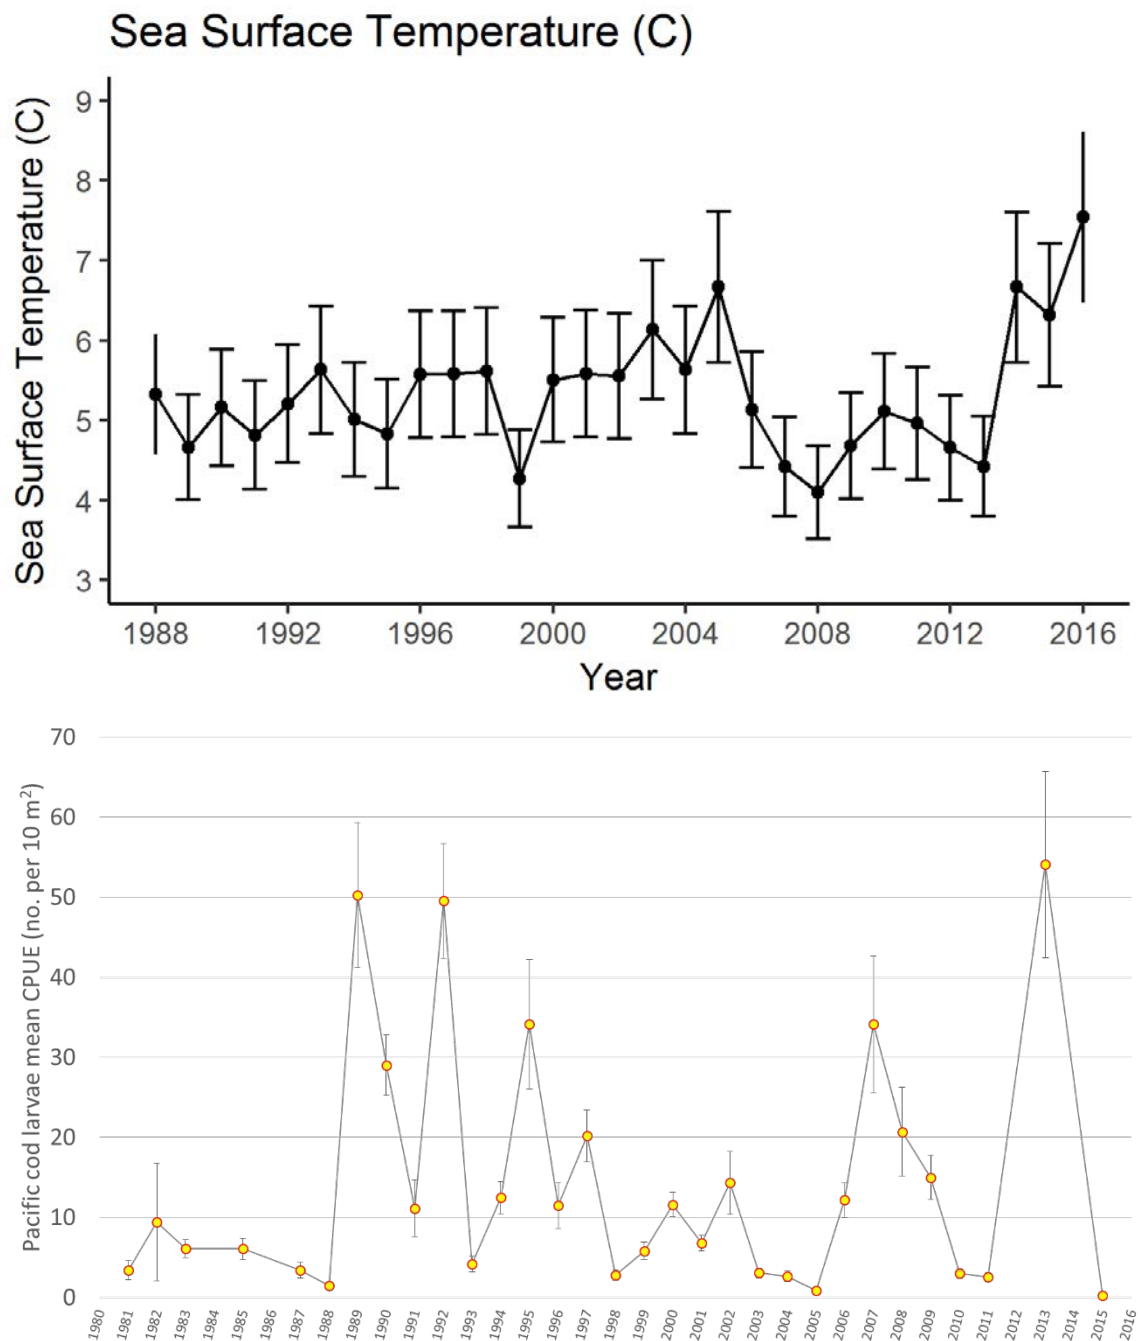 Sea Surface Temperature (C)
Sea Surface Temperature (C)
9
8
7
6
5
4
3
1988 1992 1996 2000 2004 2008 2012 2016
Year
Pacific cod larvae mean CPUE (no. per 10 m²)
70
60
50
40
30
20
10
0
1980 1981 1982 1983 1984 1985 1986 1987 1988 1989 1990 1991 1992 1993 1994 1995 1996 1997 1998 1999 2000 2001 2002 2003 2004 2005 2006 2007 2008 2009 2010 2011 2012 2013 2014 2015 2016